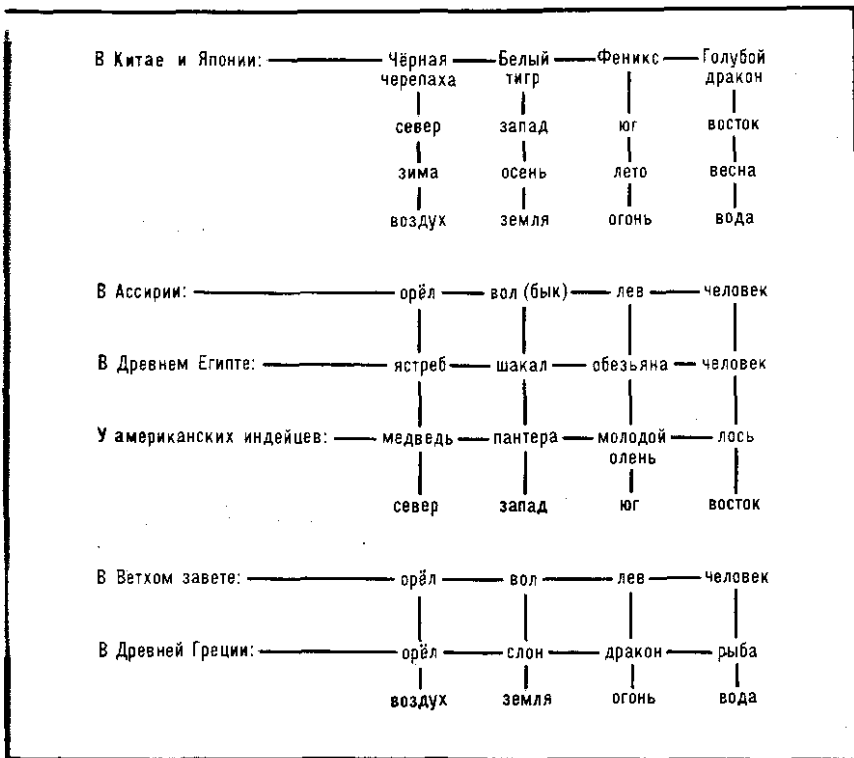 В Китае и Японии: Чёрная Белый Феникс Голубой
черепаха тигр дракон
север запад юг восток
зима осень лето весна
воздух земля огонь вода
В Ассирии: орёл вол (бык) лев человек
В Древнем Египте: ястреб шакал обезьяна человек
У американских индейцев: медведь пантера молодой лось
олень
север запад юг восток
В Ветхом завете: орёл вол лев человек
В Древней Греции: орёл слон дракон рыба
воздух земля огонь вода